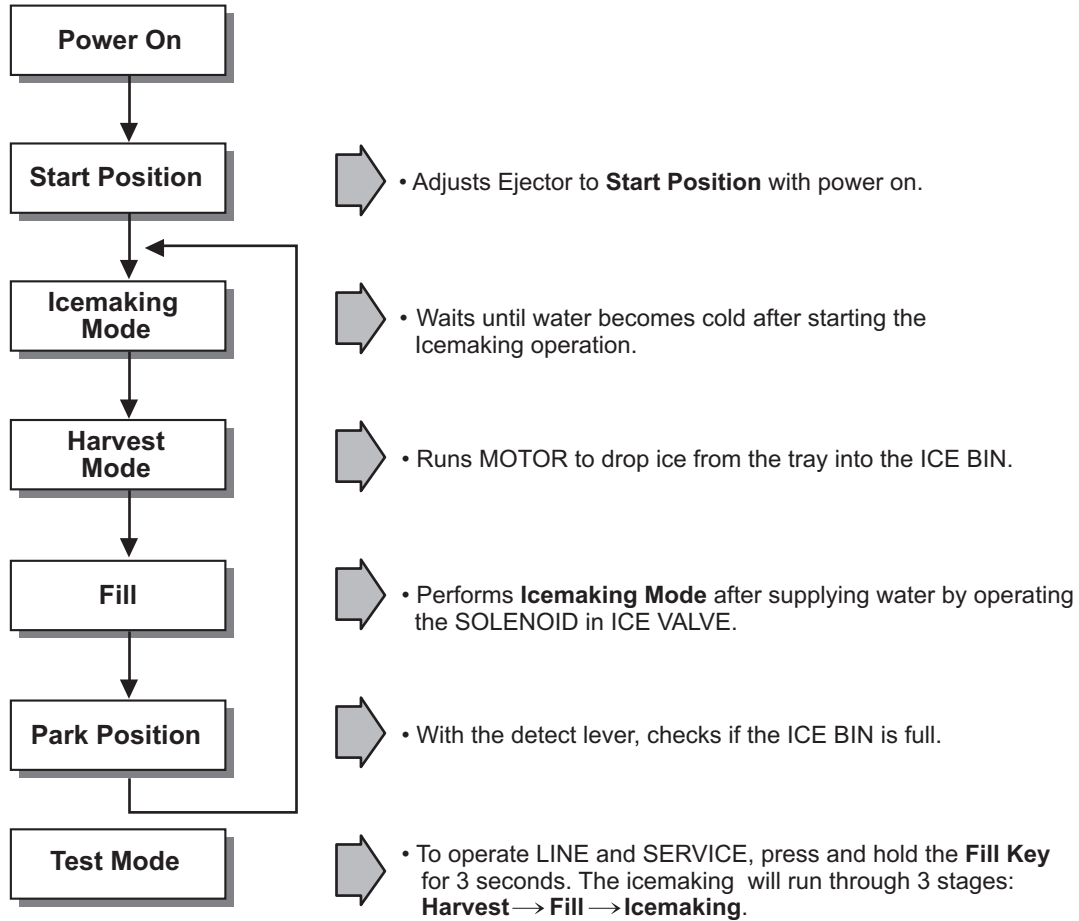 Power On
Start Position
• Adjusts Ejector to Start Position with power on.
Icemaking
Mode
• Waits until water becomes cold after starting the
Icemaking operation.
Harvest
Mode
• Runs MOTOR to drop ice from the tray into the ICE BIN.
Fill
• Performs Icemaking Mode after supplying water by operating
the SOLENOID in ICE VALVE.
Park Position
• With the detect lever, checks if the ICE BIN is full.
Test Mode
• To operate LINE and SERVICE, press and hold the Fill Key
for 3 seconds. The icemaking will run through 3 stages:
Harvest → Fill → Icemaking.